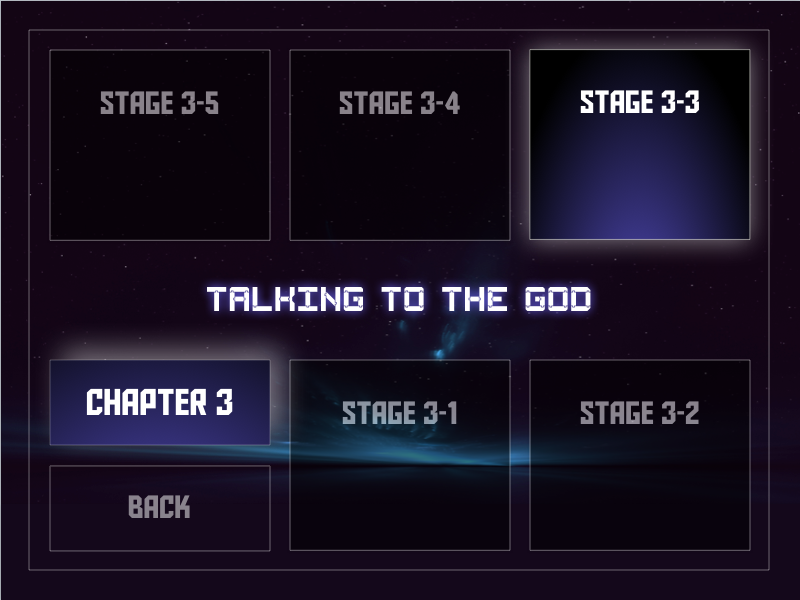 STAGE 3-5
STAGE 3-4
STAGE 3-3
TALKING TO THE GOD
CHAPTER 3
STAGE 3-1
STAGE 3-2
BACK